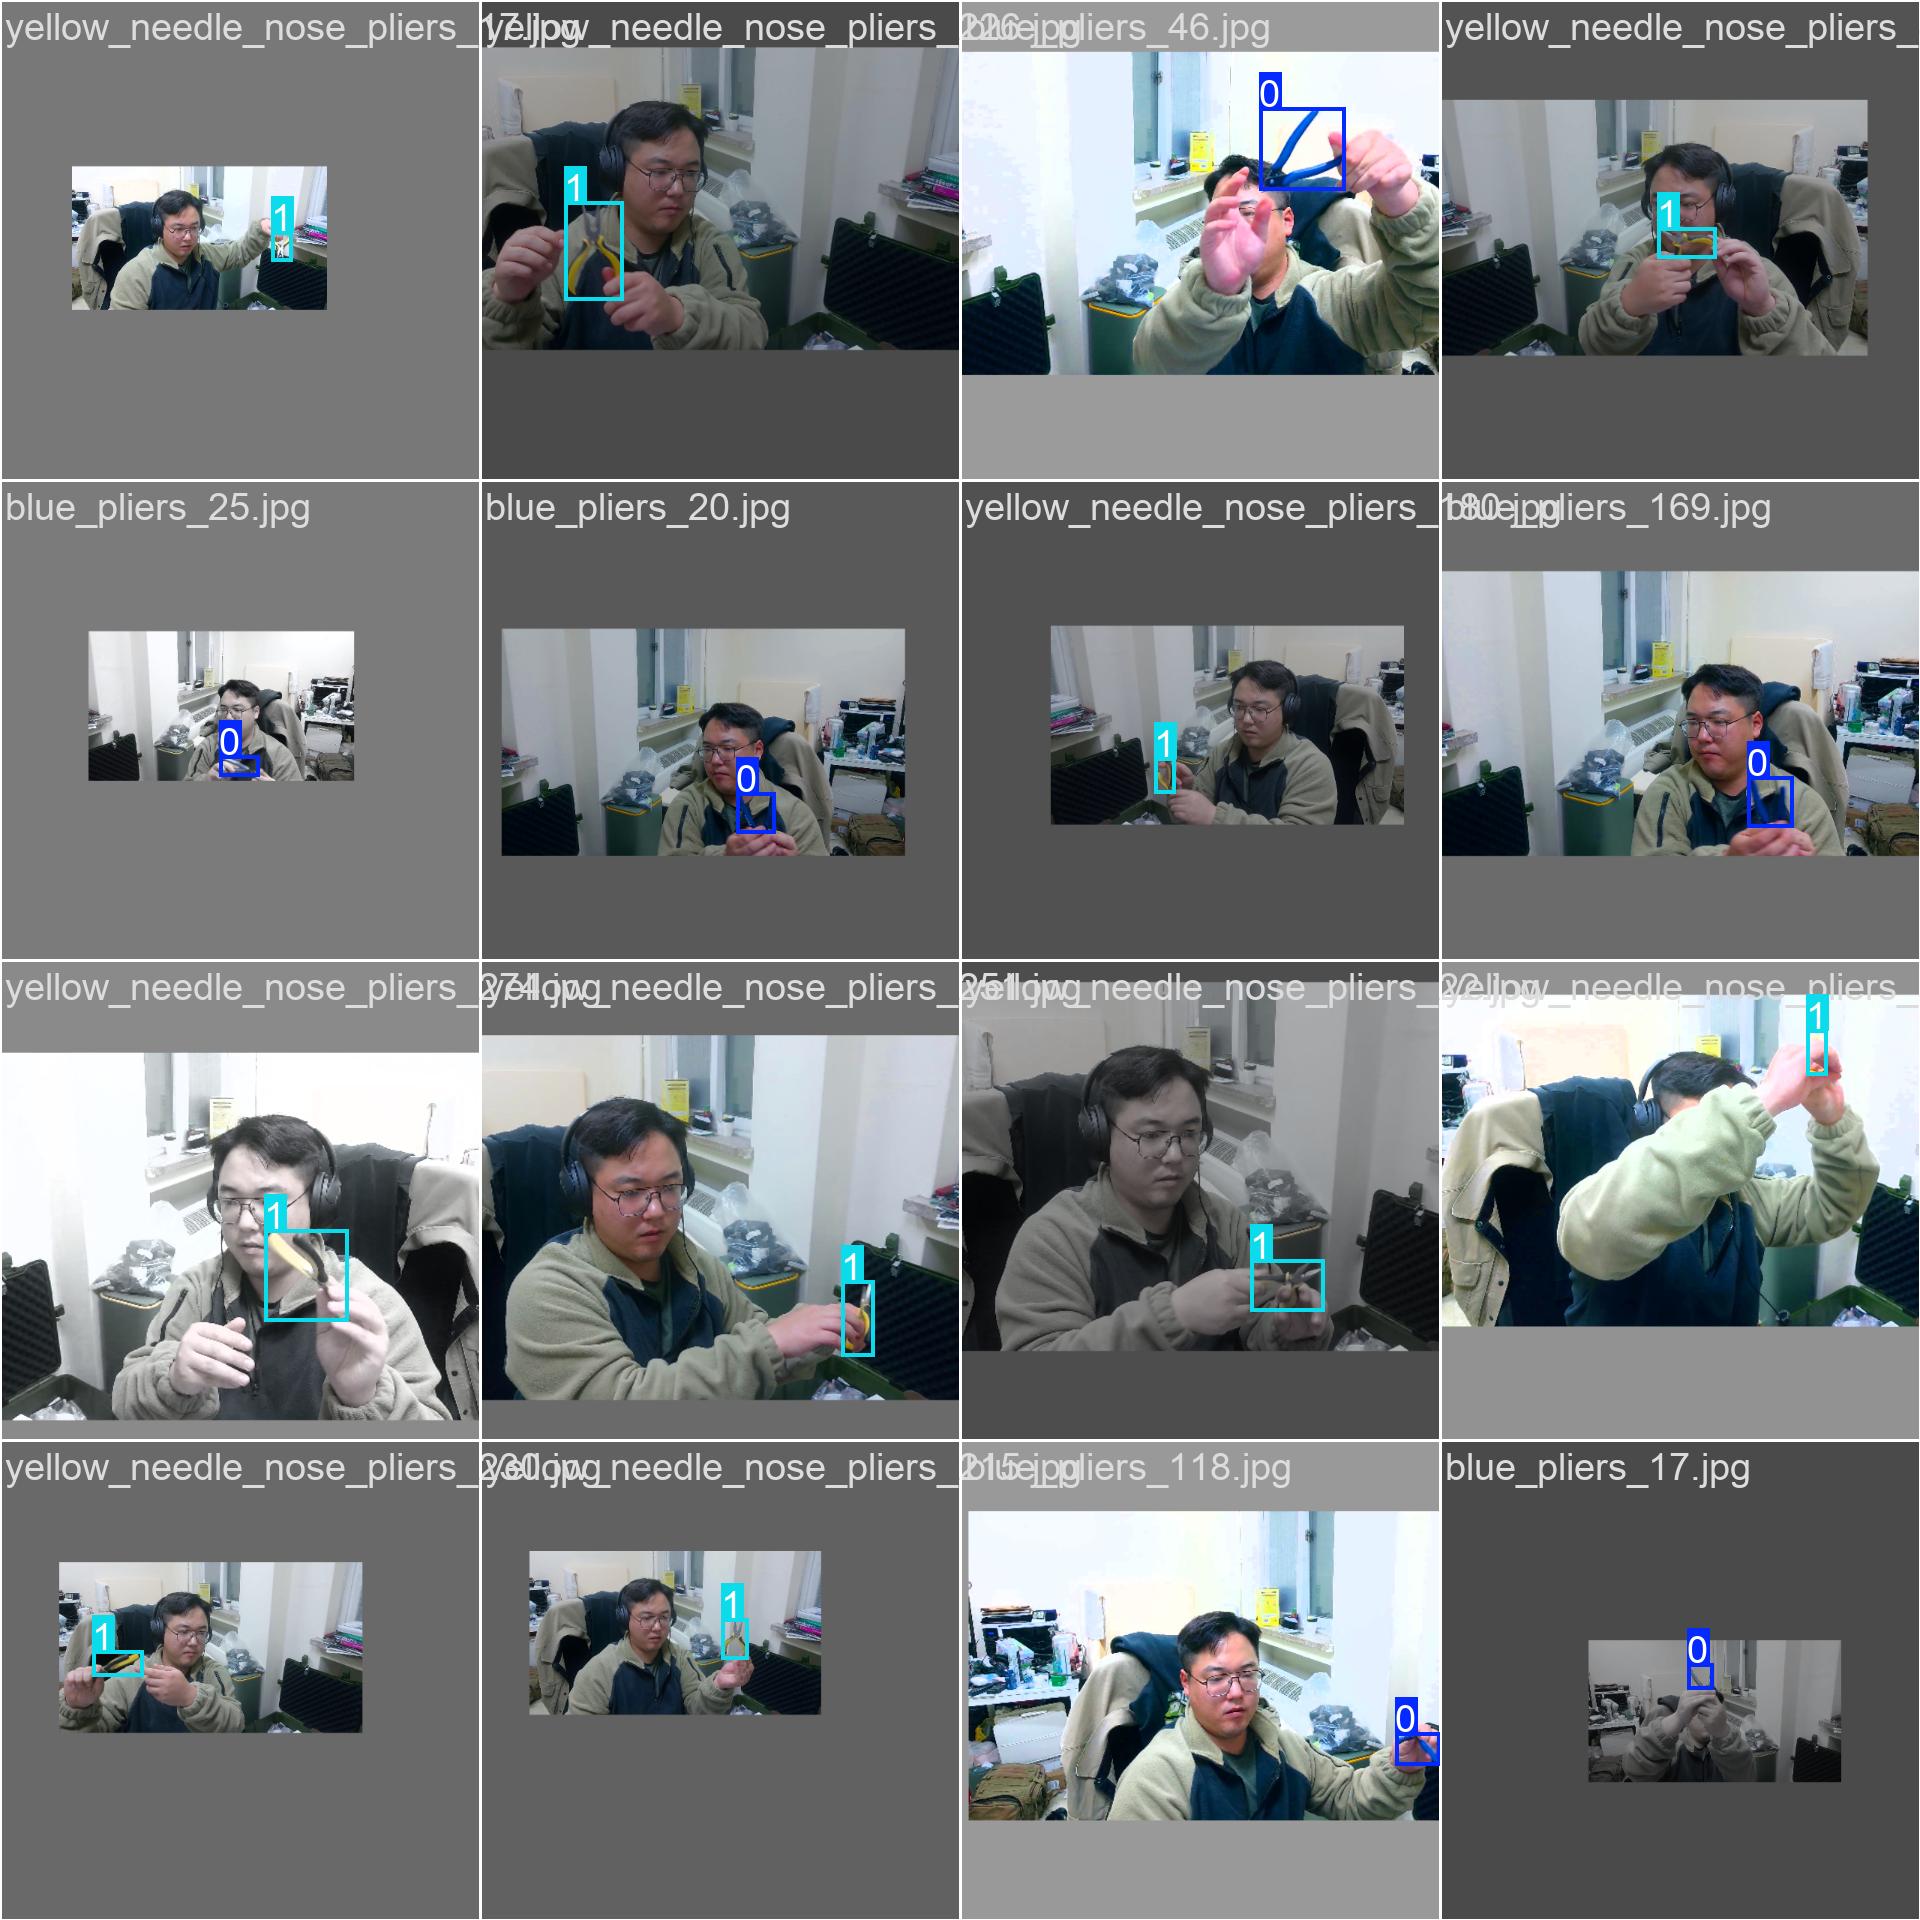 yellow_needle_nose_pliers_17.jpg
yellow_needle_nose_pliers_226.jpg
blue_pliers_46.jpg
yellow_needle_nose_pliers_
1
1
0
1
blue_pliers_25.jpg
blue_pliers_20.jpg
yellow_needle_nose_pliers_180.jpg
blue_pliers_169.jpg
0
0
1
0
yellow_needle_nose_pliers_274.jpg
yellow_needle_nose_pliers_251.jpg
yellow_needle_nose_pliers_22.jpg
yellow_needle_nose_pliers_
1
1
1
1
yellow_needle_nose_pliers_230.jpg
yellow_needle_nose_pliers_215.jpg
blue_pliers_118.jpg
blue_pliers_17.jpg
1
1
0
0